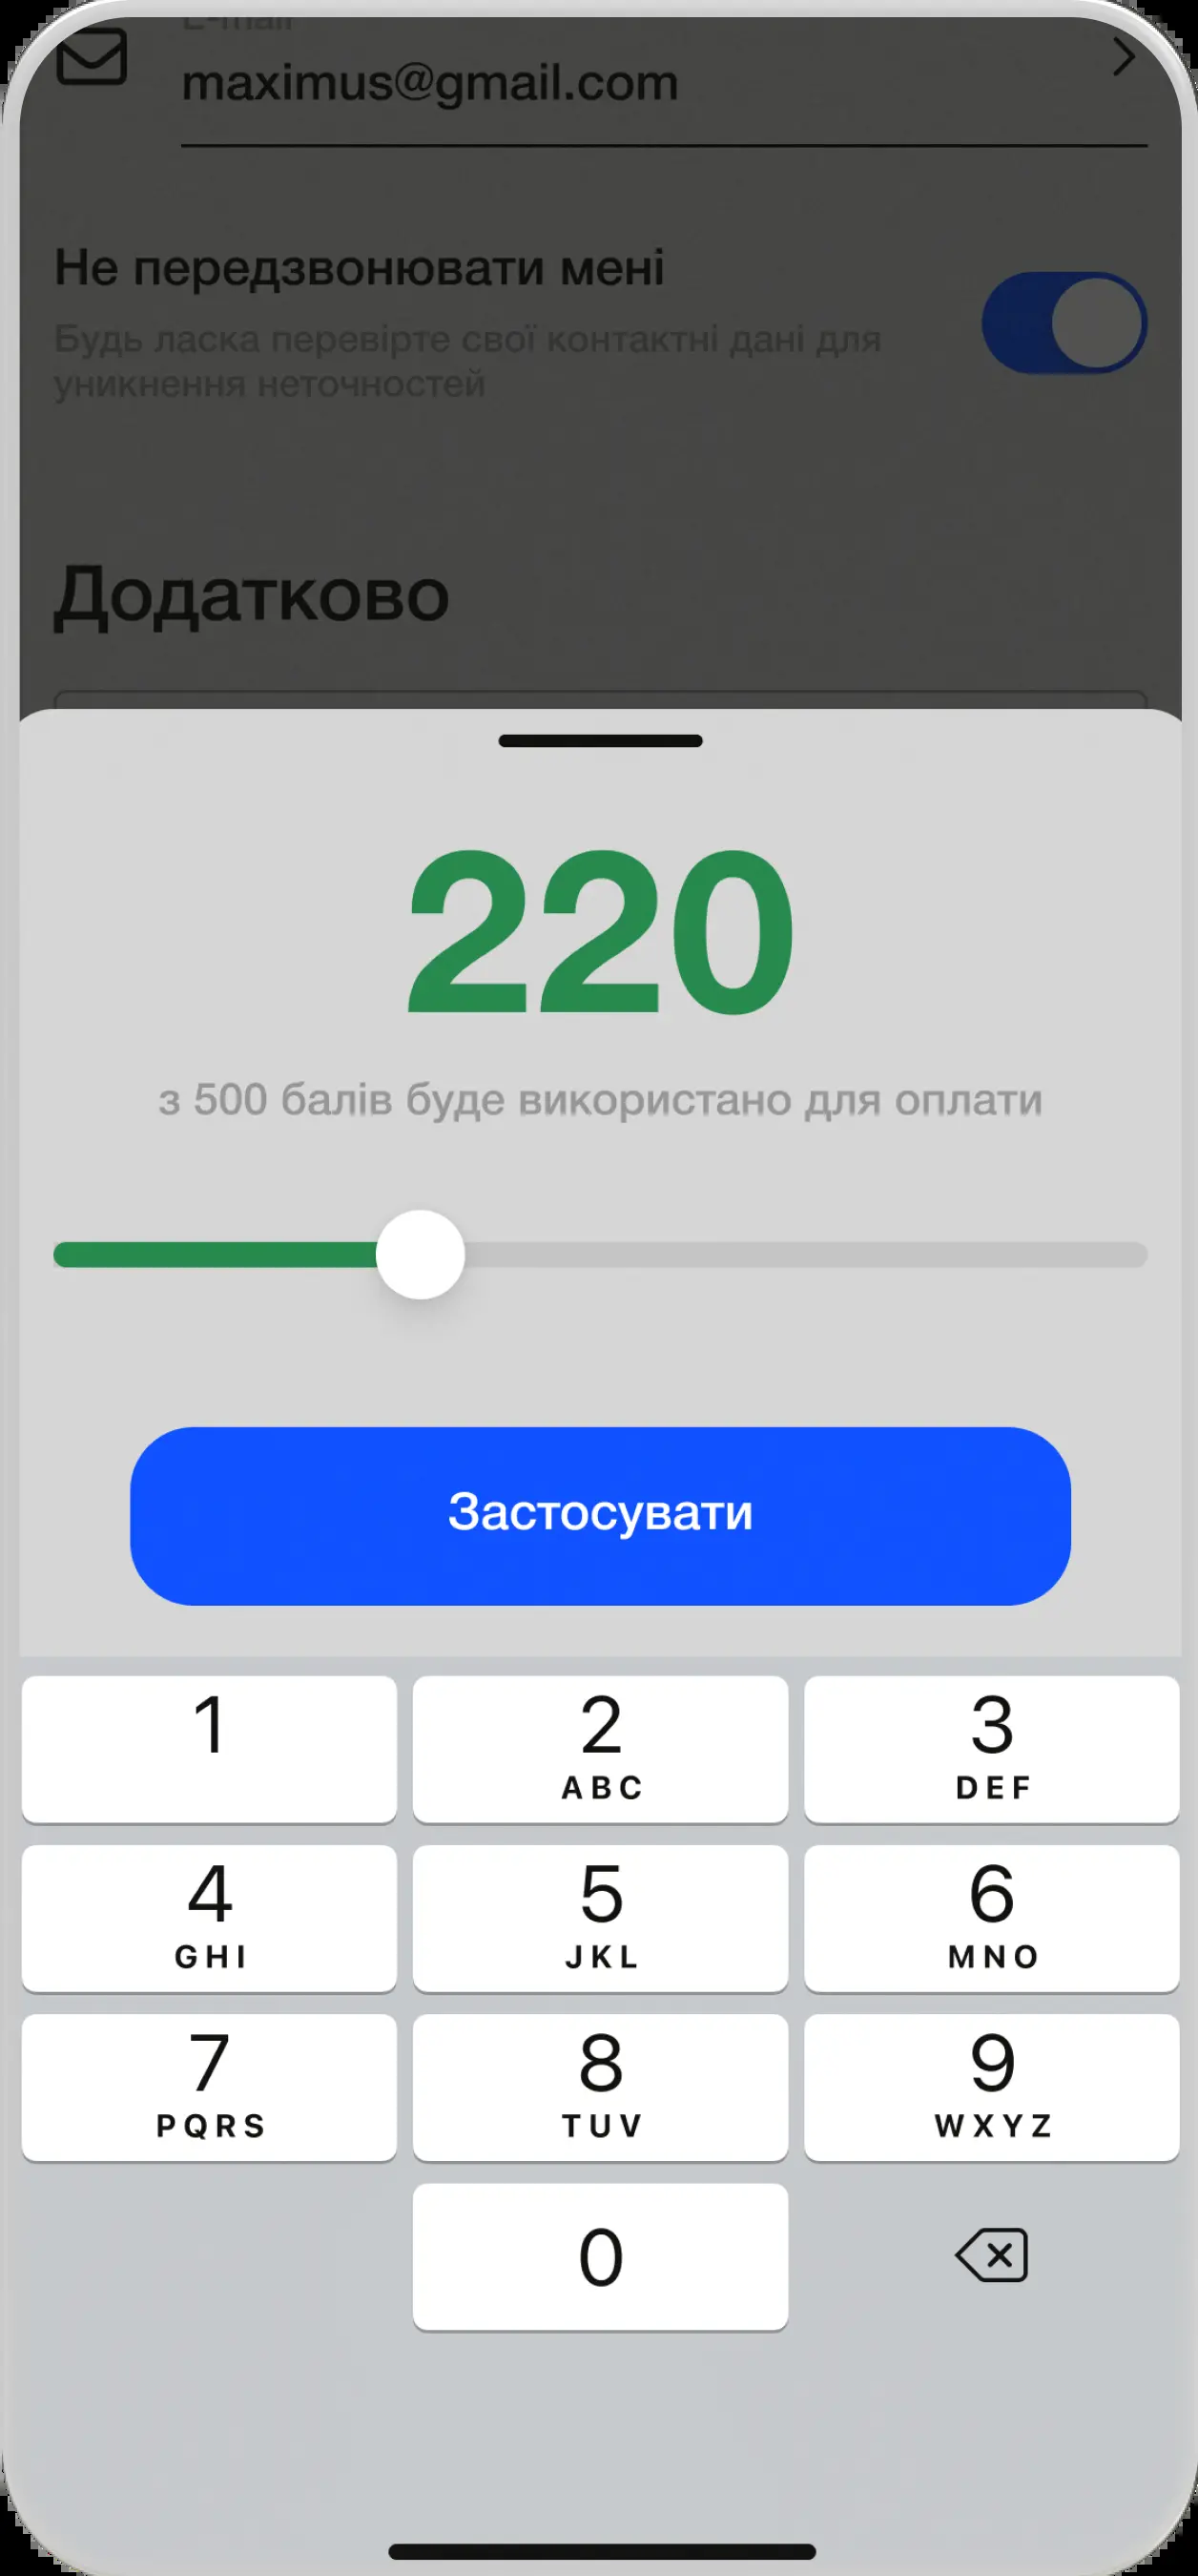 E-mail
maximus@gmail.com
Не передзвонювати мені
Будь ласка перевірте свої контактні дані для
уникнення неточностей
Додатково
220
з 500 балів буде використано для оплати
Застосувати
1
2
3
ABC
DEF
4
5
6
GHI
JKL
MNO
7
8
9
PQRS
TUV
WXYZ
0